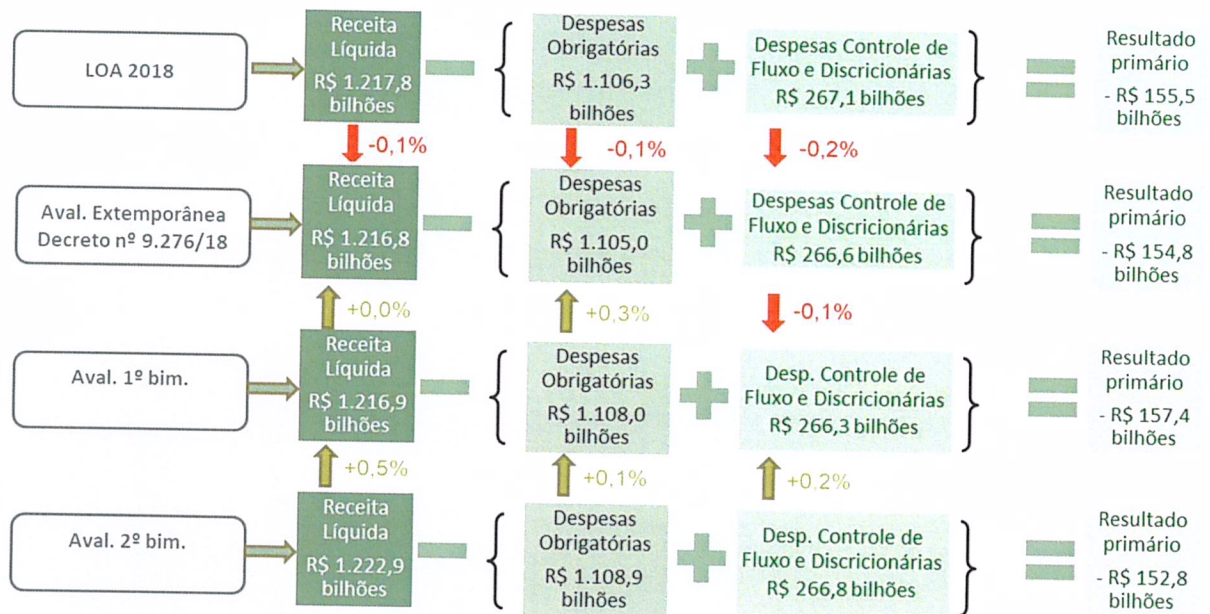 LOA 2018
Receita
Líquida
R$ 1.217,8
bilhões
Despesas
Obrigatórias
R$ 1.106,3
bilhões
Despesas Controle de
Fluxo e Discricionárias
R$ 267,1 bilhões
Resultado
primário
- R$ 155,5
bilhões
-0,1%
-0,1%
-0,2%
Aval. Extemporânea
Decreto nº 9.276/18
Receita
Líquida
R$ 1.216,8
bilhões
Despesas
Obrigatórias
R$ 1.105,0
bilhões
Despesas Controle de
Fluxo e Discricionárias
R$ 266,6 bilhões
Resultado
primário
- R$ 154,8
bilhões
+0,0%
+0,3%
-0,1%
Aval. 1º bim.
Receita
Líquida
R$ 1.216,9
bilhões
Despesas
Obrigatórias
R$ 1.108,0
bilhões
Desp. Controle de
Fluxo e Discricionárias
R$ 266,3 bilhões
Resultado
primário
- R$ 157,4
bilhões
+0,5%
+0,1%
+0,2%
Aval. 2º bim.
Receita
Líquida
R$ 1.222,9
bilhões
Despesas
Obrigatórias
R$ 1.108,9
bilhões
Desp. Controle de
Fluxo e Discricionárias
R$ 266,8 bilhões
Resultado
primário
- R$ 152,8
bilhões